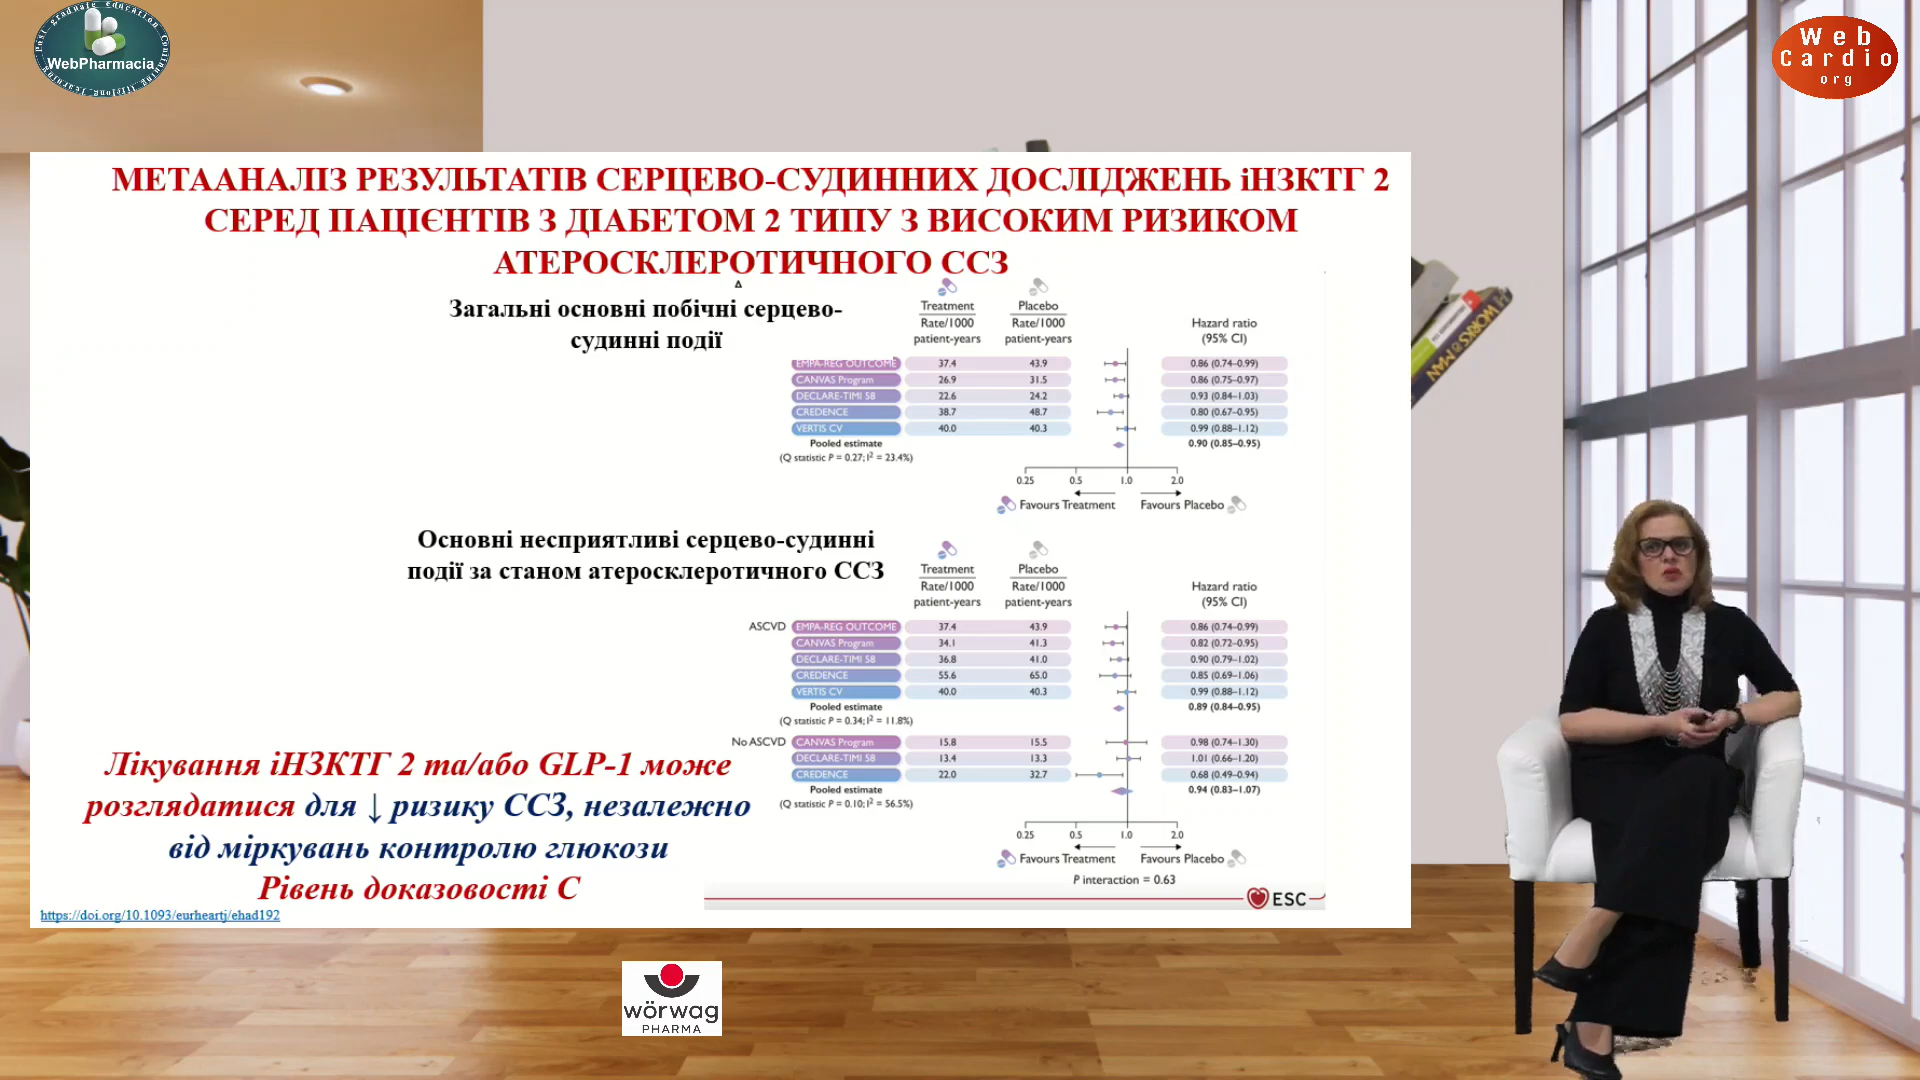 WebPharmacia
Post-graduate Education. Continuing lifelong learning
Web
Cardio
org
МЕТААНАЛІЗ РЕЗУЛЬТАТІВ СЕРЦЕВО-СУДИННИХ ДОСЛІДЖЕНЬ іНЗКТГ 2
СЕРЕД ПАЦІЄНТІВ З ДІАБЕТОМ 2 ТИПУ З ВИСОКИМ РИЗИКОМ
АТЕРОСКЛЕРОТИЧНОГО ССЗ
Загальні основні побічні серцево-
судинні події
Treatment Placebo
Rate/1000 Rate/1000 Hazard ratio
patient-years patient-years (95% CI)
EMPA-REG OUTCOME 37.4 43.9 0.86 (0.74–0.99)
CANVAS Program 26.9 31.5 0.86 (0.75–0.97)
DECLARE-TIMI 58 22.6 24.2 0.93 (0.84–1.03)
CREDENCE 38.7 48.7 0.80 (0.67–0.95)
VERTIS CV 40.0 40.3 0.99 (0.88–1.12)
Pooled estimate 0.90 (0.85–0.95)
(Q statistic P = 0.27; I² = 23.4%)
0.25 0.5 1.0 2.0
Favours Treatment Favours Placebo
Основні несприятливі серцево-судинні
події за станом атеросклеротичного ССЗ
Treatment Placebo
Rate/1000 Rate/1000 Hazard ratio
patient-years patient-years (95% CI)
ASCVD EMPA-REG OUTCOME 37.4 43.9 0.86 (0.74–0.99)
CANVAS Program 34.1 41.3 0.82 (0.72–0.95)
DECLARE-TIMI 58 36.8 41.0 0.90 (0.79–1.02)
CREDENCE 55.6 65.0 0.85 (0.69–1.06)
VERTIS CV 40.0 40.3 0.99 (0.88–1.12)
Pooled estimate 0.89 (0.84–0.95)
(Q statistic P = 0.34; I² = 11.8%)
No ASCVD CANVAS Program 15.8 15.5 0.98 (0.74–1.30)
DECLARE-TIMI 58 13.4 13.3 1.01 (0.66–1.20)
CREDENCE 22.0 32.7 0.68 (0.49–0.94)
Pooled estimate 0.94 (0.83–1.07)
(Q statistic P = 0.10; I² = 56.5%)
0.25 0.5 1.0 2.0
Favours Treatment Favours Placebo
P interaction = 0.63
ESC
Лікування іНЗКТГ 2 та/або GLP-1 може
розглядатися для ↓ ризику ССЗ, незалежно
від міркувань контролю глюкози
Рівень доказовості С
https://doi.org/10.1093/eurheartj/ehad192
WORKS
MAN
wörwag
PHARMA